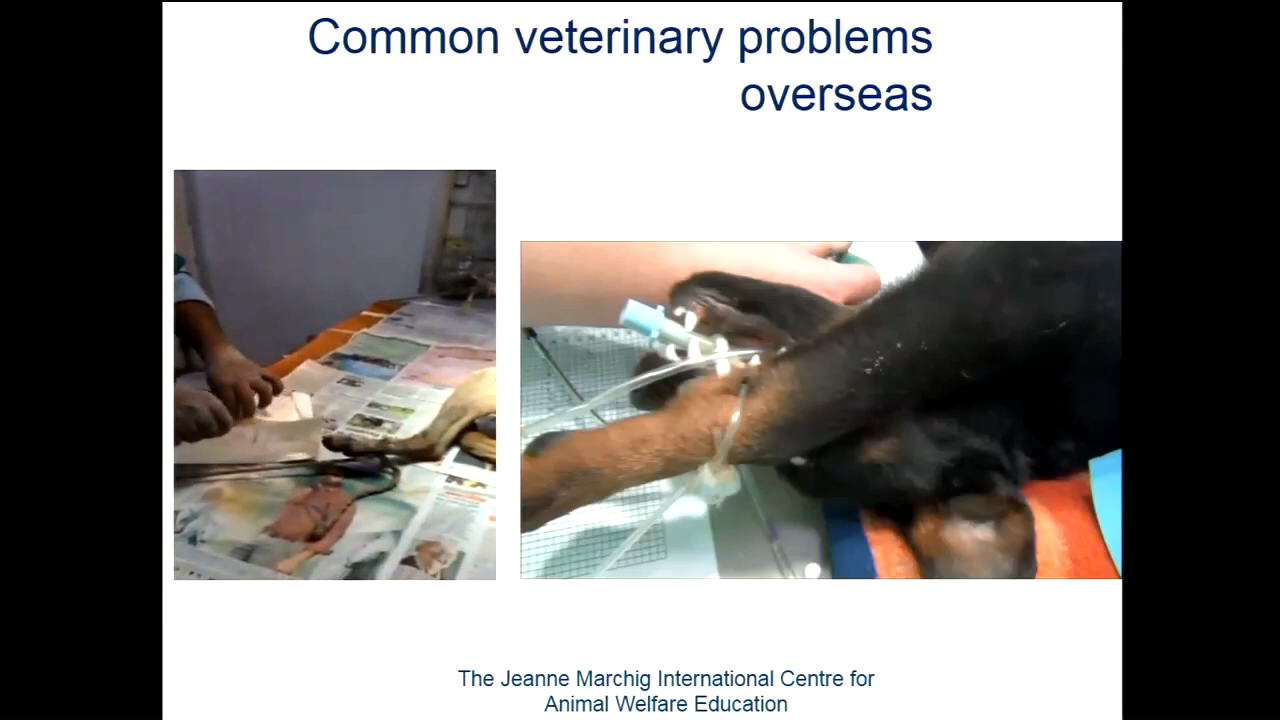 Common veterinary problems
overseas
The Jeanne Marchig International Centre for
Animal Welfare Education